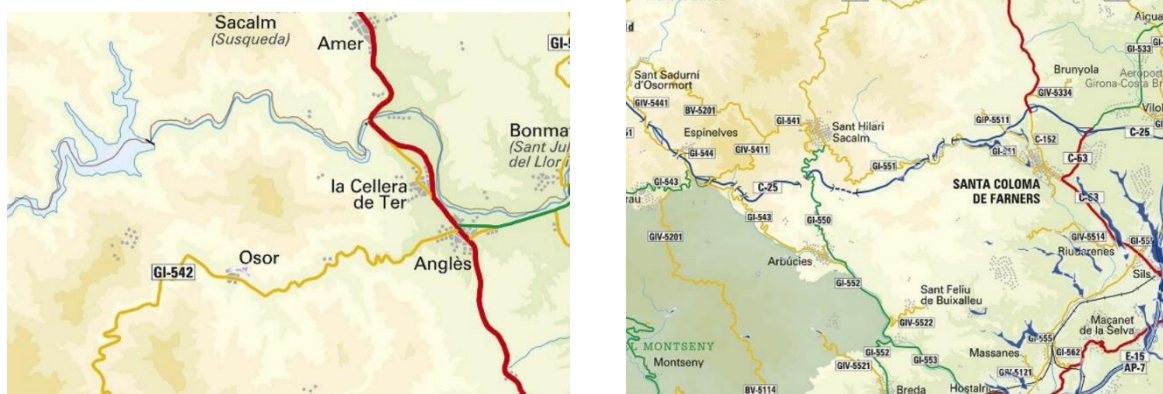 Sacalm
(Susqueda)
Amer
Bonma
(Sant Jul
del Llor i
la Cellera
de Ter
Anglès
Osor
GI-542
Aigua
GI-533
Aeropor
Girona-Costa Br
Vilo
Brunyola
GIV-5334
Sant Sadurní
d'Osormort
GIV-5441
BV-5201
GI-541
Sant Hilari
Sacalm
GIP-5511
C-25
C-152
Espinelves
GI-544
GIV-5411
GI-551
C-63
SANTA COLOMA
DE FARNERS
GI-543
C-25
C-63
rau
GI-550
GI-543
GIV-5201
GIV-5514
Riudarenes
Arbúcies
Sils
GI-552
Sant Feliu
de Buixalleu
GIV-5522
Maçanet
de la Selva
L MONTSENY
Montseny
GI-552
GI-553
GI-555
GI-562
Massanes
E-15
AP-7
GIV-5521
GIV-5121
BV-5114
Breda
Hostalri